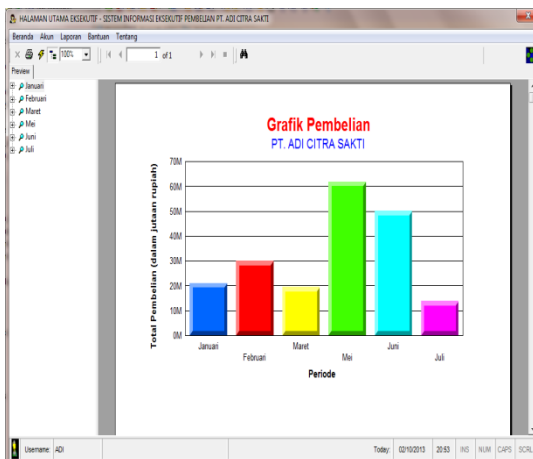 HALAMAN UTAMA EKSEKUTIF - SISTEM INFORMASI EKSEKUTIF PEMBELIAN PT. ADI CITRA SAKTI
Beranda Akun Laporan Bantuan Tentang
100% 1 of 1
Preview
Januari
Februari
Maret
Mei
Juni
Juli
Grafik Pembelian
PT. ADI CITRA SAKTI
Total Pembelian (dalam jutaan rupiah)
70M
60M
50M
40M
30M
20M
10M
0M
Januari
Februari
Maret
Mei
Juni
Juli
Periode
Username: ADI Today: 02/10/2013 20:53 INS NUM CAPS SCRL